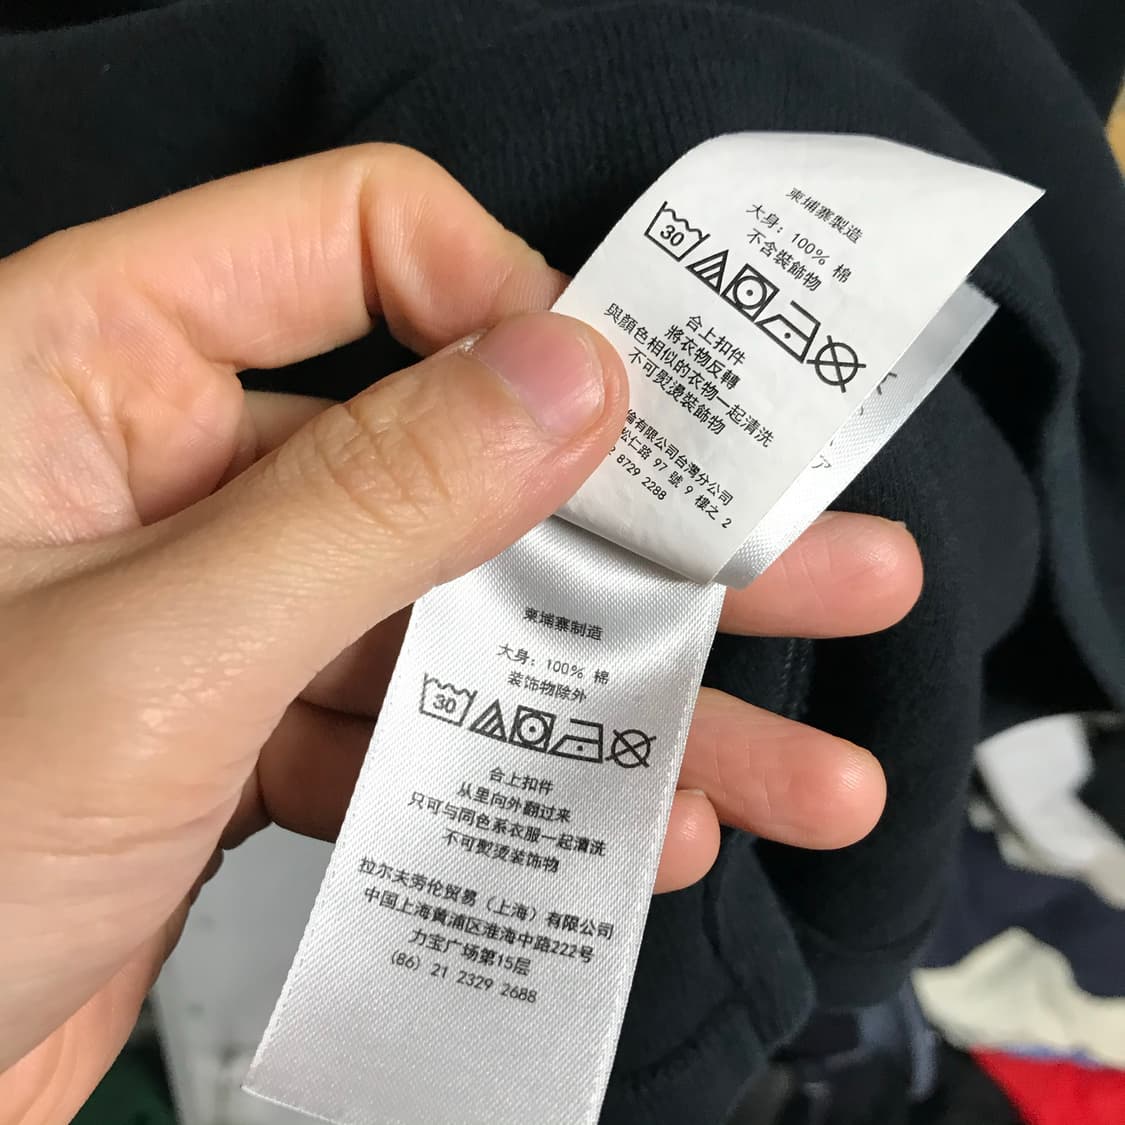 柬埔寨製造
大身: 100% 棉
不含裝飾物
30
合上扣件
將衣物反轉
與顏色相似的衣物一起清洗
不可熨燙裝飾物
倫有限公司台灣分公司
松仁路 97 號 9 樓之 2
8729 2288
柬埔寨制造
大身: 100% 棉
装饰物除外
30
合上扣件
从里向外翻过来
只可与同色系衣服一起清洗
不可熨烫装饰物
拉尔夫劳伦贸易（上海）有限公司
中国上海黄浦区淮海中路222号
力宝广场第15层
(86) 21 2329 2688